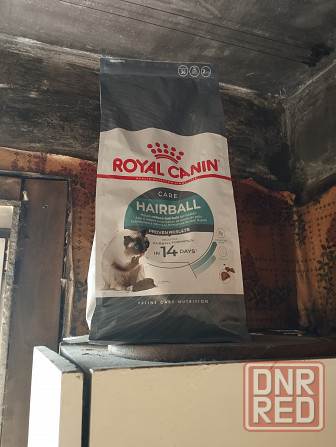 ROYAL CANIN
CARE
HAIRBALL
PROVEN RESULTS
IN 14 DAYS
FELINE CARE NUTRITION
DNR
RED